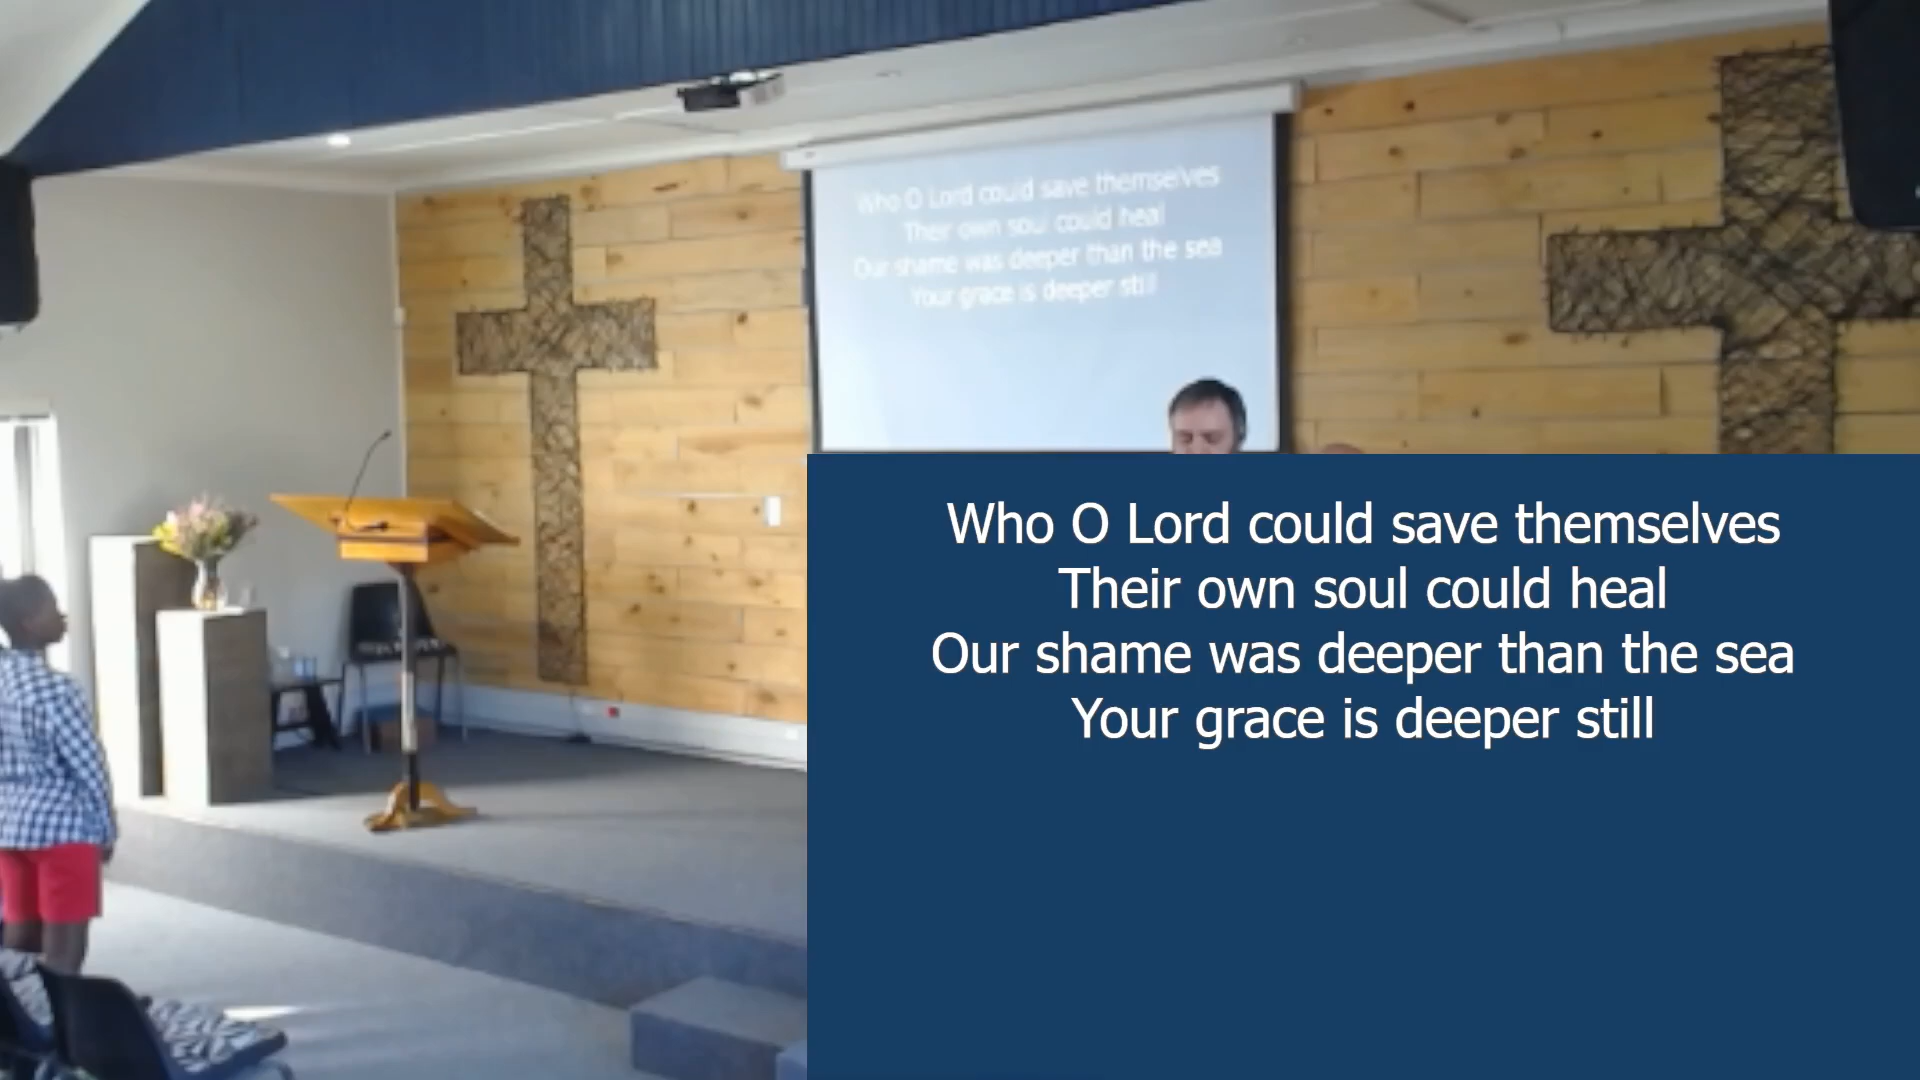 Who O Lord could save themselves
Their own soul could heal
Our shame was deeper than the sea
Your grace is deeper still
Who O Lord could save themselves
Their own soul could heal
Our shame was deeper than the sea
Your grace is deeper still